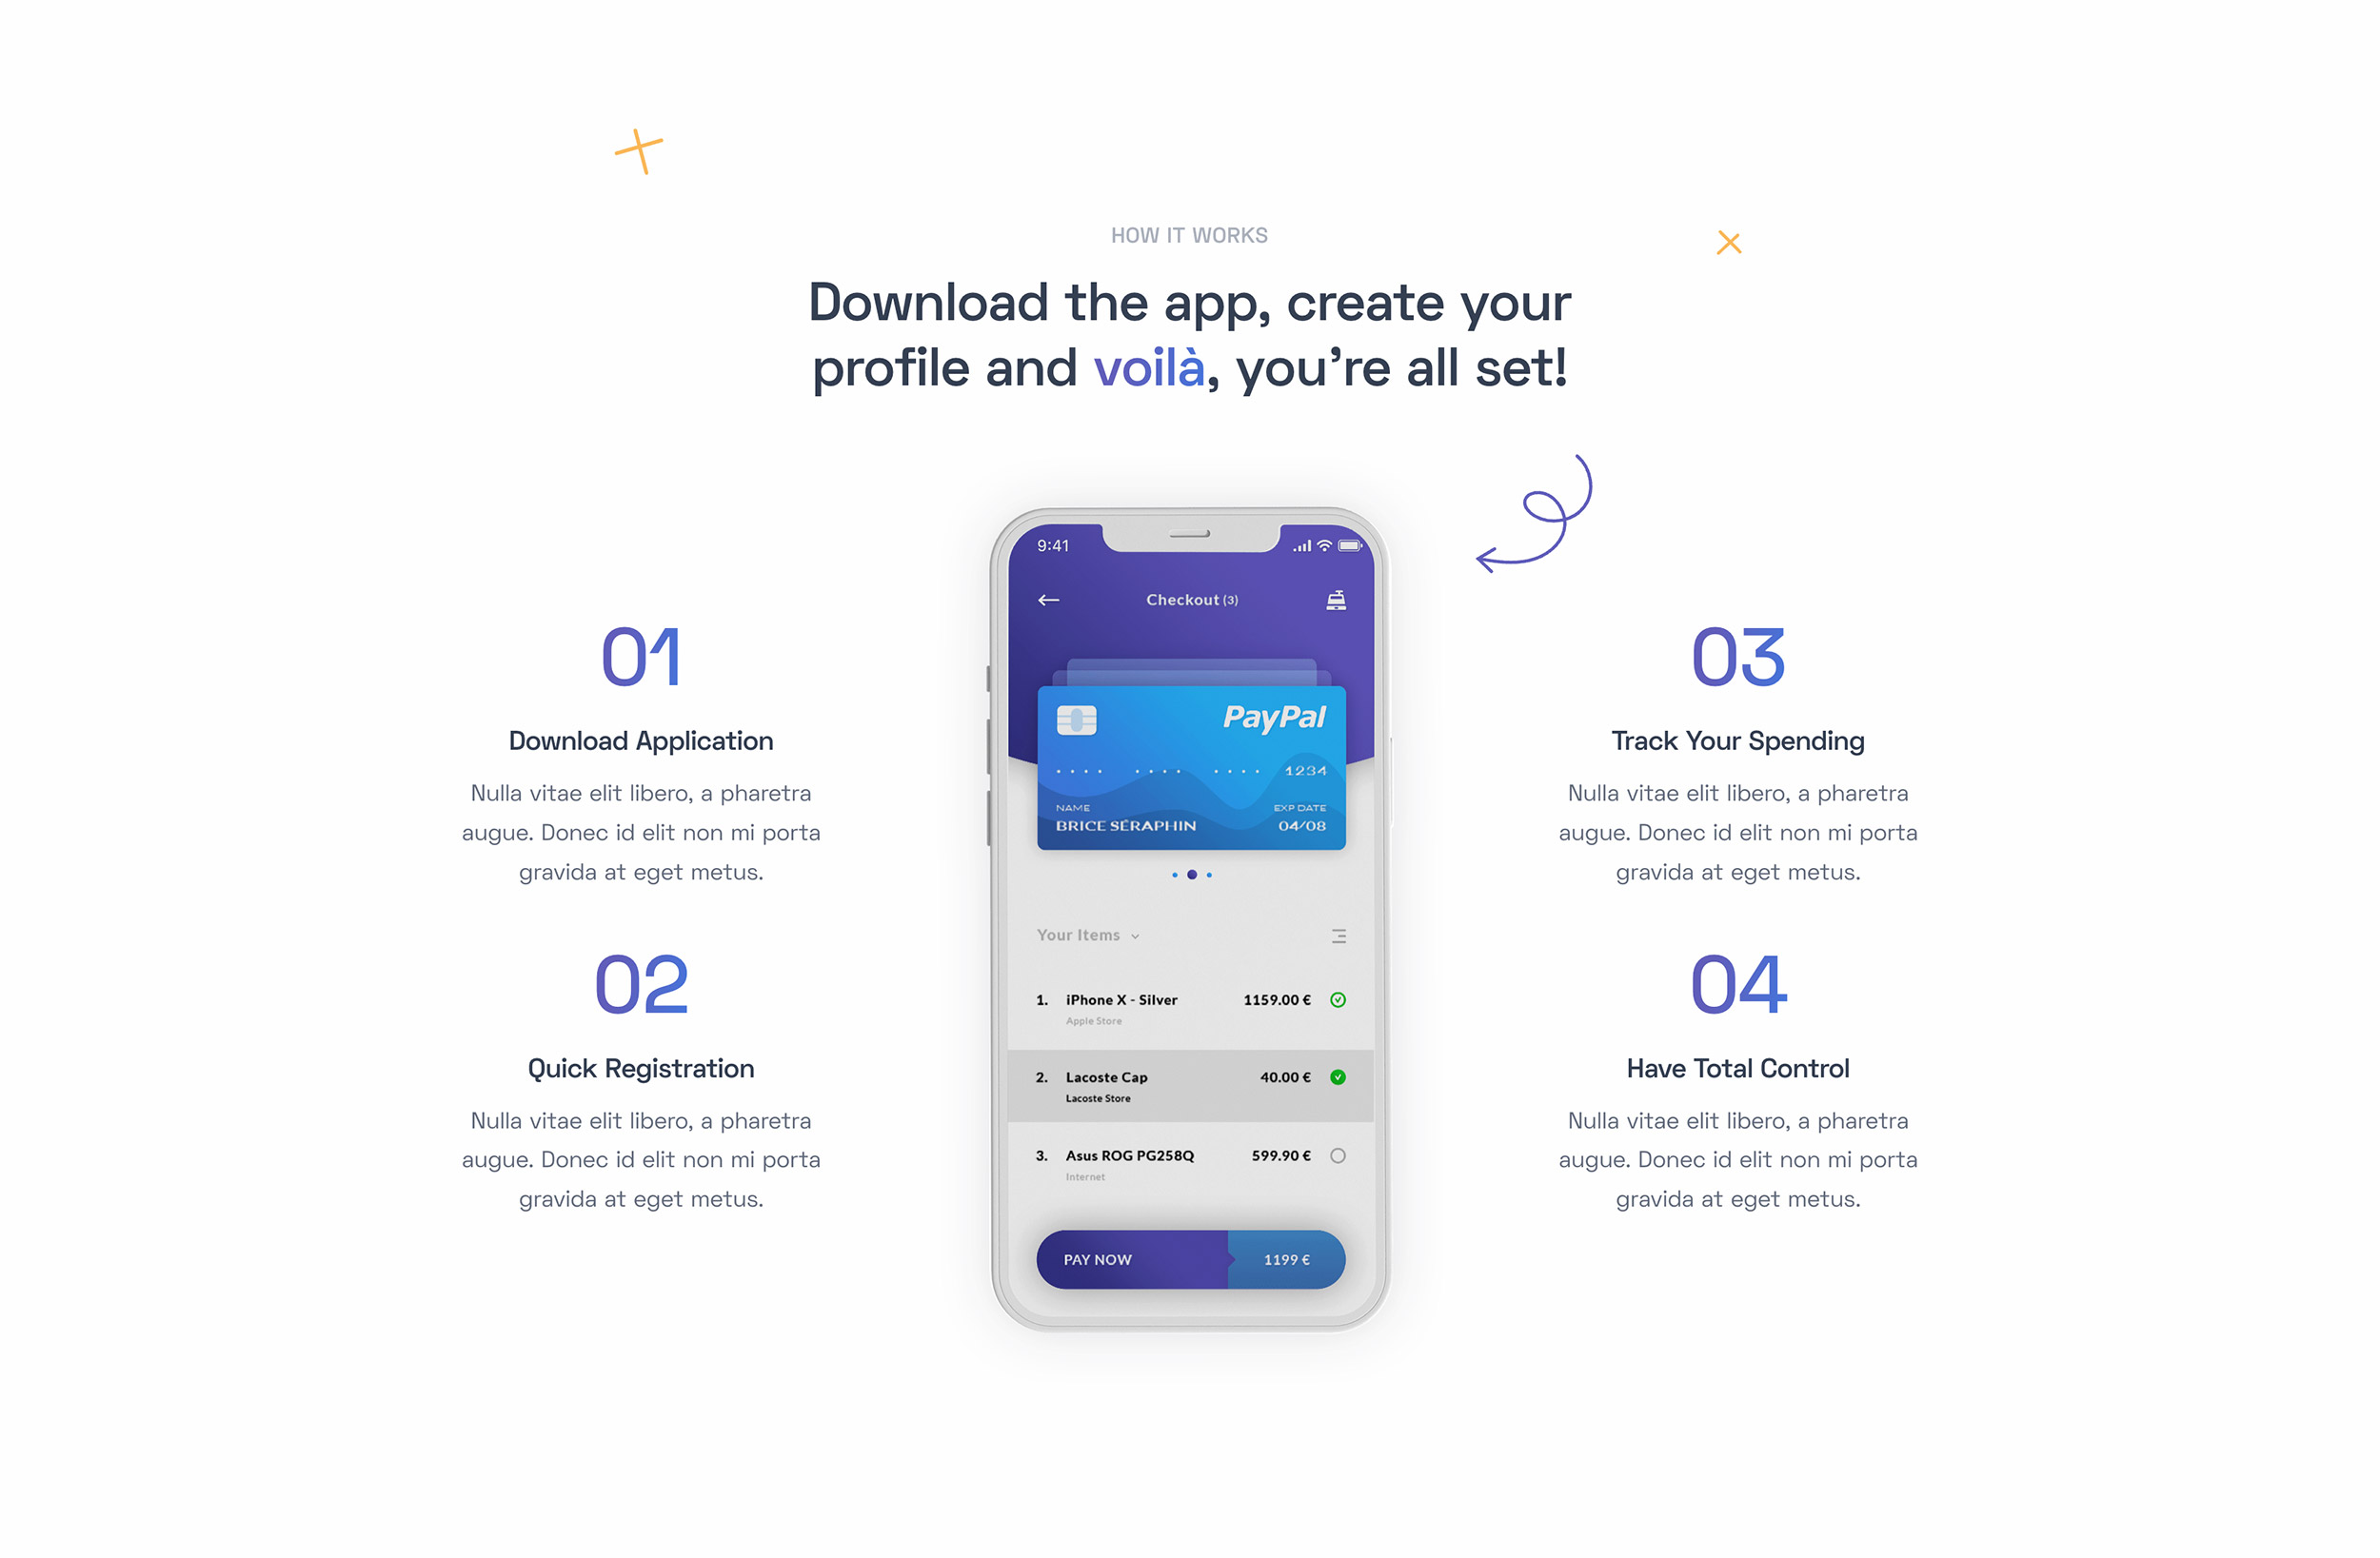 HOW IT WORKS
Download the app, create your
profile and voilà, you're all set!
01
Download Application
Nulla vitae elit libero, a pharetra
augue. Donec id elit non mi porta
gravida at eget metus.
02
Quick Registration
Nulla vitae elit libero, a pharetra
augue. Donec id elit non mi porta
gravida at eget metus.
9:41
Checkout (3)
PayPal
•••• •••• •••• 1234
NAME EXP DATE
BRICE SÉRAPHIN 04/08
Your Items
1. iPhone X - Silver 1159.00 €
Apple Store
2. Lacoste Cap 40.00 €
Lacoste Store
3. Asus ROG PG258Q 599.90 €
Internet
PAY NOW 1199 €
03
Track Your Spending
Nulla vitae elit libero, a pharetra
augue. Donec id elit non mi porta
gravida at eget metus.
04
Have Total Control
Nulla vitae elit libero, a pharetra
augue. Donec id elit non mi porta
gravida at eget metus.